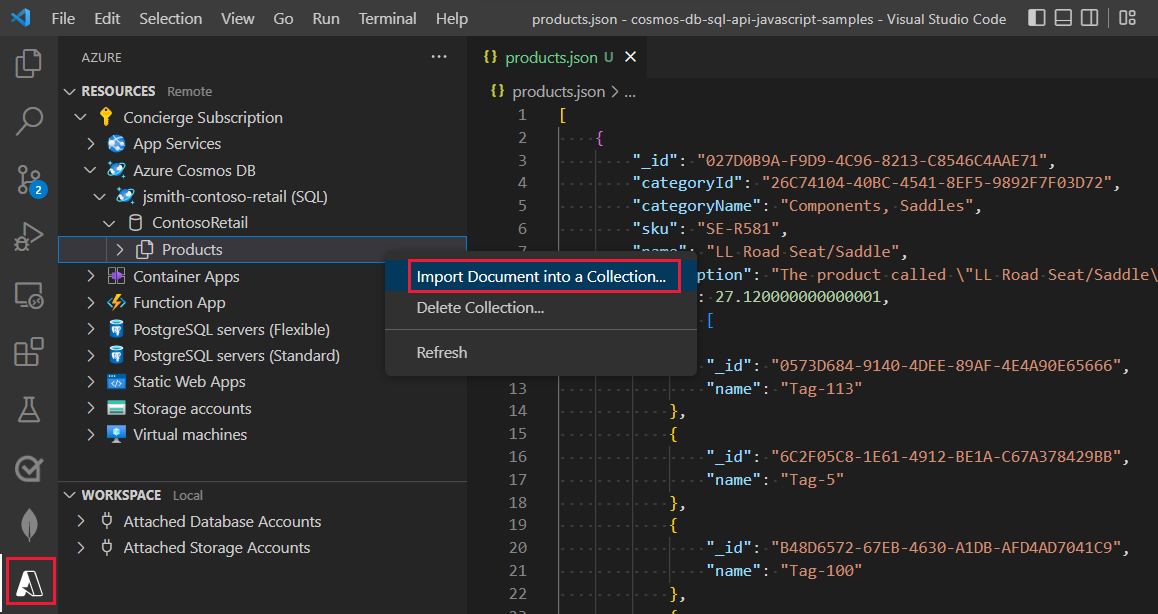 File Edit Selection View Go Run Terminal Help
products.json - cosmos-db-sql-api-javascript-samples - Visual Studio Code
AZURE
RESOURCES Remote
Concierge Subscription
App Services
Azure Cosmos DB
jsmith-contoso-retail (SQL)
ContosoRetail
Products
Container Apps
Function App
PostgreSQL servers (Flexible)
PostgreSQL servers (Standard)
Static Web Apps
Storage accounts
Virtual machines
WORKSPACE Local
Attached Database Accounts
Attached Storage Accounts
2
Import Document into a Collection...
Delete Collection...
Refresh
{} products.json U
{} products.json > ...
1 [
2 {
3 "_id": "027D0B9A-F9D9-4C96-8213-C8546C4AAE71",
4 "categoryId": "26C74104-40BC-4541-8EF5-9892F7F03D72",
5 "categoryName": "Components, Saddles",
6 "sku": "SE-R581",
7 "name": "LL Road Seat/Saddle",
ption": "The product called \"LL Road Seat/Saddle\
: 27.120000000000001,
[
"_id": "0573D684-9140-4DEE-89AF-4E4A90E65666",
13 "name": "Tag-113"
14 },
15 {
16 "_id": "6C2F05C8-1E61-4912-BE1A-C67A378429BB",
17 "name": "Tag-5"
18 },
19 {
20 "_id": "B48D6572-67EB-4630-A1DB-AFD4AD7041C9",
21 "name": "Tag-100"
22 },
23 {